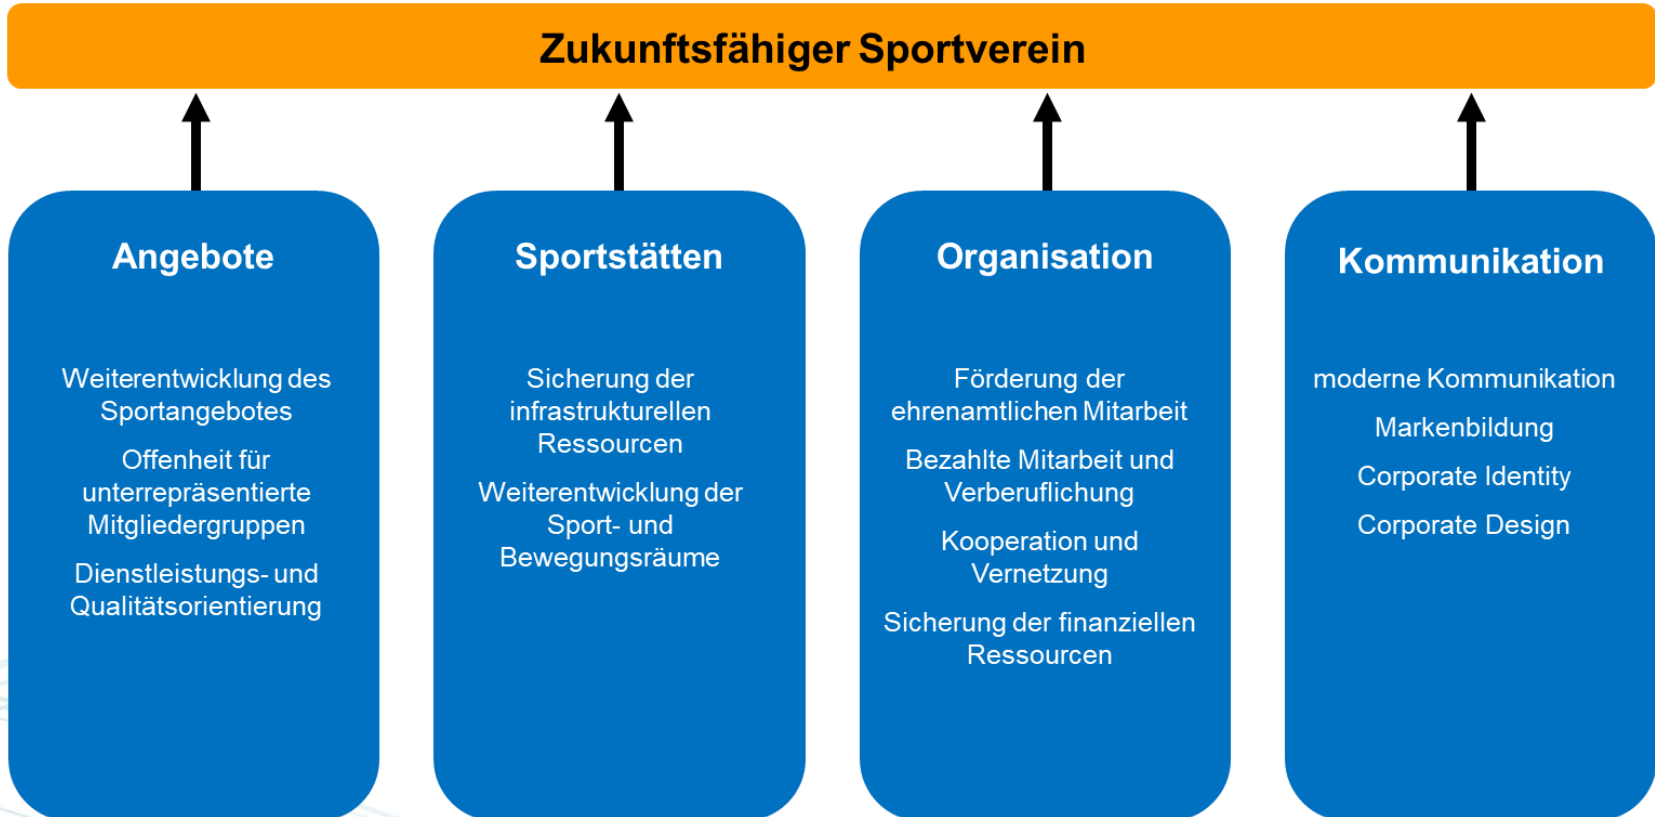 Zukunftsfähiger Sportverein
Angebote
Weiterentwicklung des
Sportangebotes
Offenheit für
unterrepräsentierte
Mitgliedergruppen
Dienstleistungs- und
Qualitätsorientierung
Sportstätten
Sicherung der
infrastrukturellen
Ressourcen
Weiterentwicklung der
Sport- und
Bewegungsräume
Organisation
Förderung der
ehrenamtlichen Mitarbeit
Bezahlte Mitarbeit und
Verberuflichung
Kooperation und
Vernetzung
Sicherung der finanziellen
Ressourcen
Kommunikation
moderne Kommunikation
Markenbildung
Corporate Identity
Corporate Design